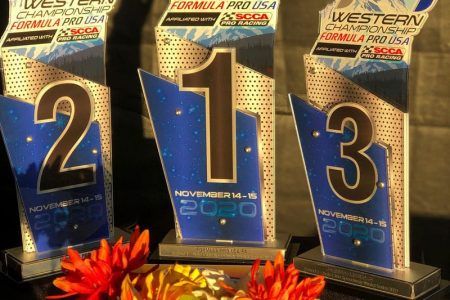 WESTERN
CHAMPIONSHIP
FORMULA PRO USA
AFFILIATED WITH SCCA
PRO RACING
2
NOVEMBER 14-15
2020
FORMULA PRO USA
AFFILIATED WITH SCCA
PRO RACING
1
NOVEMBER 14-15
2020
WESTERN
CHAMPIONSHIP
FORMULA PRO USA
AFFILIATED WITH SCCA
PRO RACING
3
NOVEMBER 14-15
2020